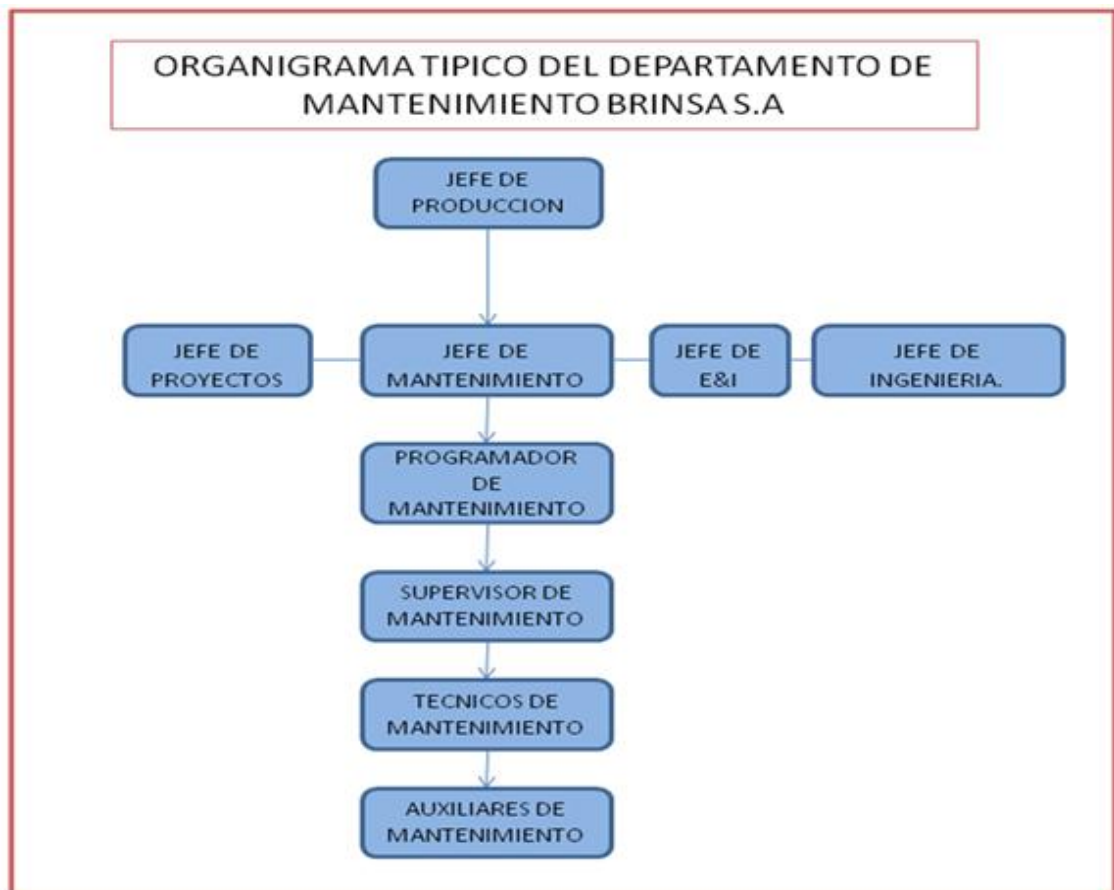 ORGANIGRAMA TIPICO DEL DEPARTAMENTO DE
MANTENIMIENTO BRINSA S.A
JEFE DE
PRODUCCION
JEFE DE
PROYECTOS
JEFE DE
MANTENIMIENTO
JEFE DE
E&I
JEFE DE
INGENIERIA.
PROGRAMADOR
DE
MANTENIMIENTO
SUPERVISOR DE
MANTENIMIENTO
TECNICOS DE
MANTENIMIENTO
AUXILIARES DE
MANTENIMIENTO